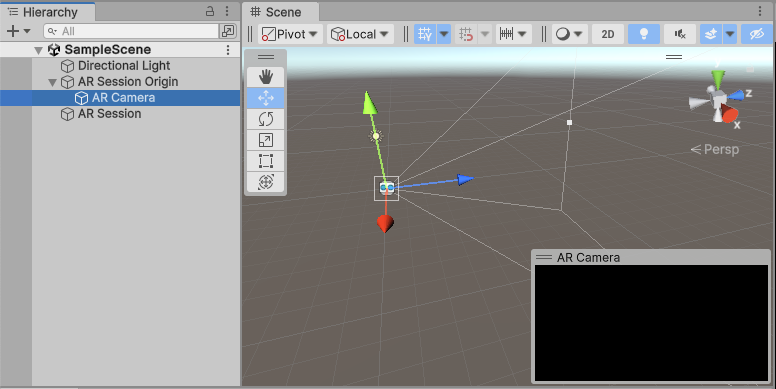 Hierarchy
All
SampleScene
Directional Light
AR Session Origin
AR Camera
AR Session
Scene
Pivot
Local
2D
y
z
x
Persp
AR Camera